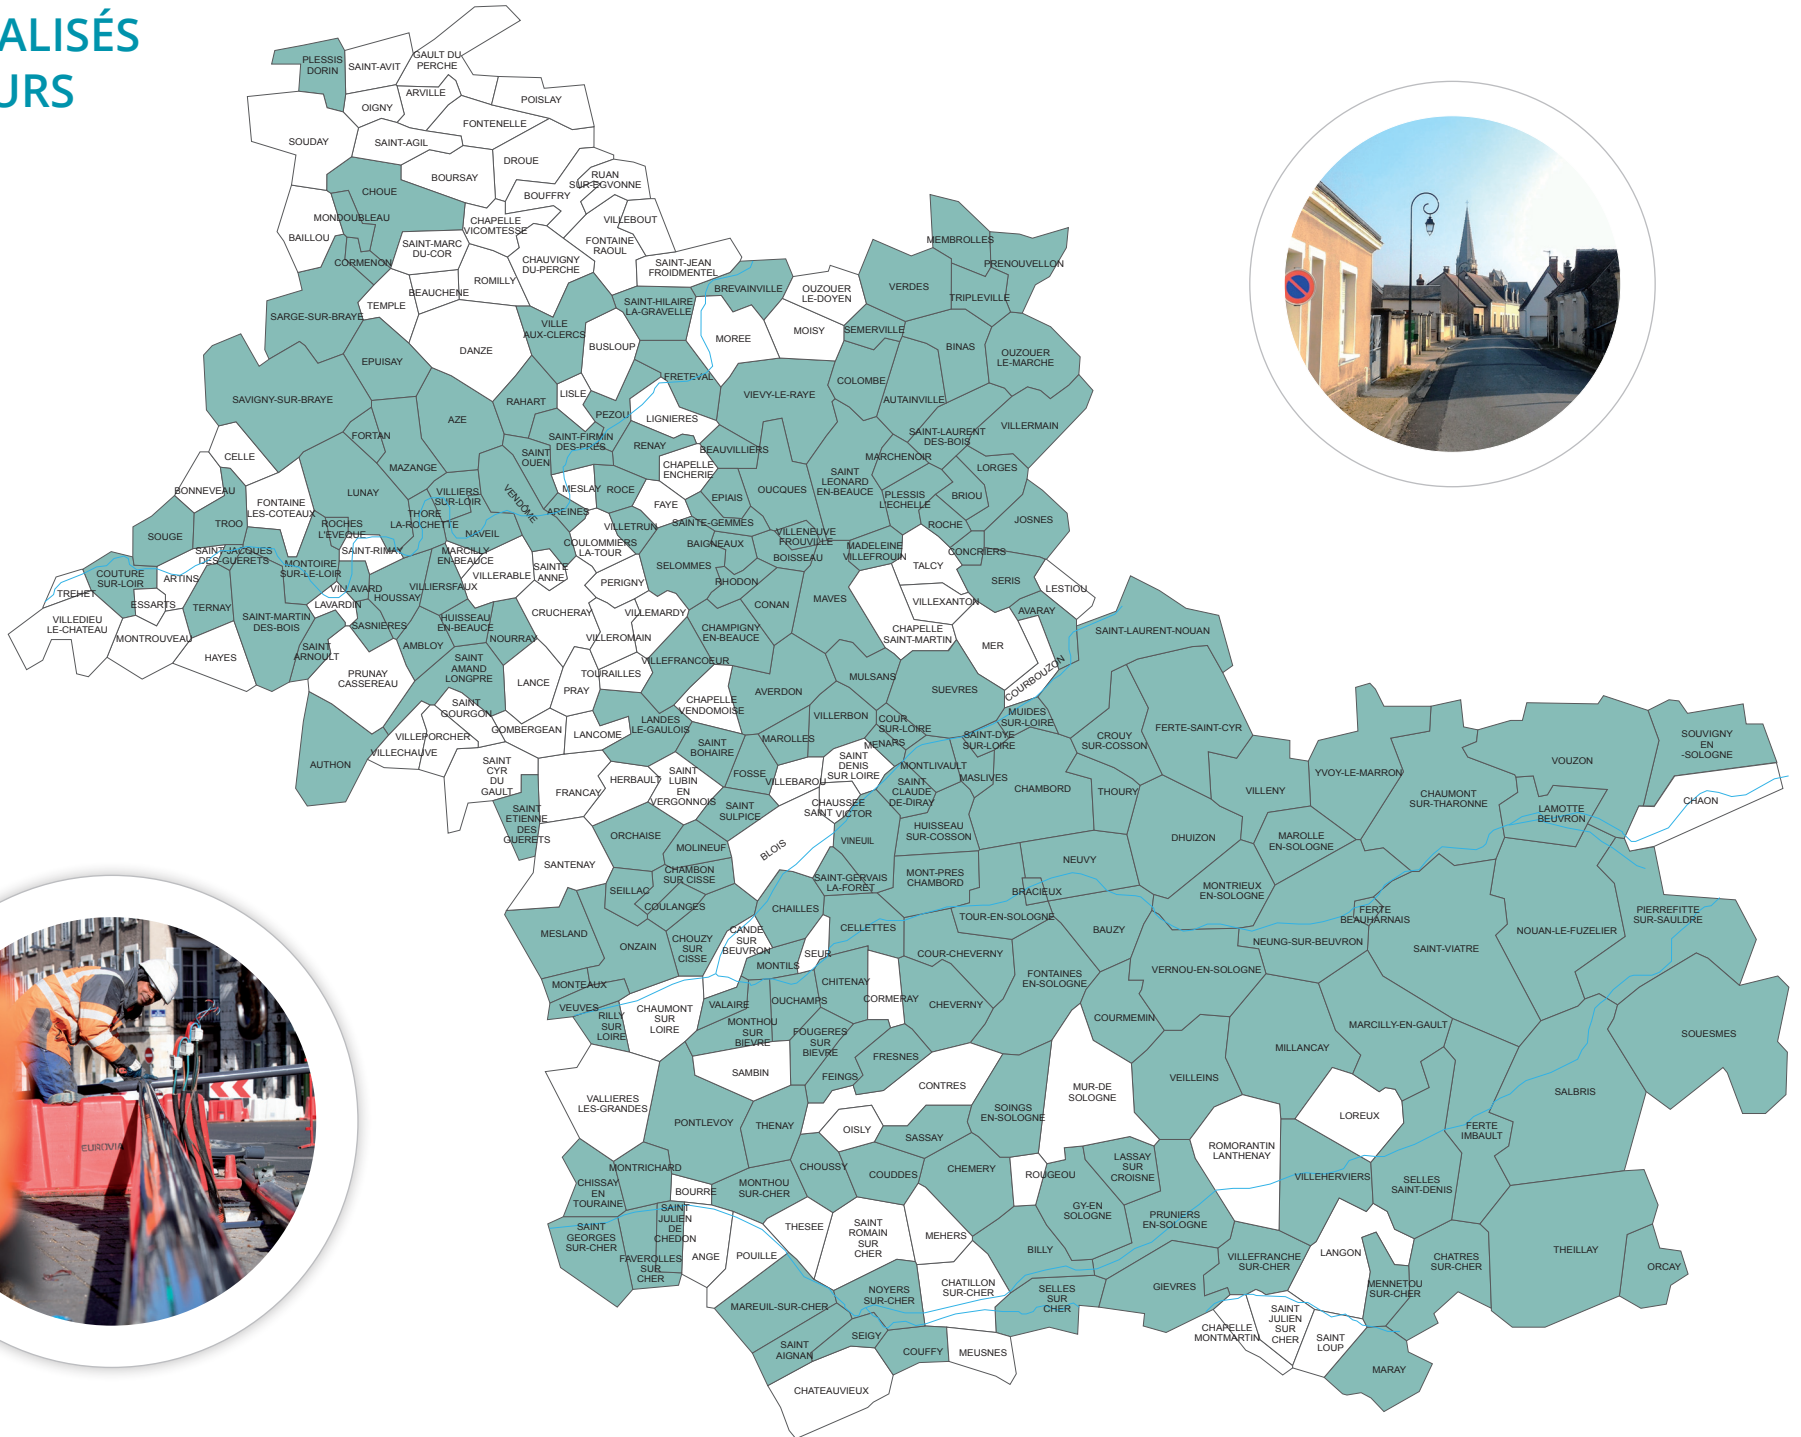 ALISÉS
URS
PLESSIS
DORIN
SAINT-AVIT
GAULT DU
PERCHE
OIGNY
ARVILLE
POISLAY
SOUDAY
SAINT-AGIL
FONTENELLE
DROUE
BOURSAY
CHOUE
BOUFFRY
RUAN
SUR-EGVONNE
MONDOUBLEAU
BAILLOU
CORMENON
SAINT-MARC
DU-COR
CHAPELLE
VICOMTESSE
VILLEBOUT
FONTAINE
RAOUL
CHAUVIGNY
DU-PERCHE
SAINT-JEAN
FROIDMENTEL
ROMILLY
BEAUCHENE
TEMPLE
SARGE-SUR-BRAYE
VILLE
AUX-CLERCS
SAINT-HILAIRE
LA-GRAVELLE
BREVAINVILLE
OUZOUER
LE-DOYEN
MOISY
MOREE
BUSLOUP
DANZE
EPUISAY
MEMBROLLES
PRENOUVELLON
VERDES
TRIPLEVILLE
SEMERVILLE
BINAS
OUZOUER
LE-MARCHE
COLOMBE
AUTAINVILLE
VIEVY-LE-RAYE
FRETEVAL
LISLE
RAHART
PEZOU
LIGNIERES
SAVIGNY-SUR-BRAYE
AZE
FORTAN
MAZANGE
SAINT-FIRMIN
DES-PRES
RENAY
BEAUVILLIERS
SAINT
OUEN
CHAPELLE
ENCHERIE
SAINT-LAURENT
DES-BOIS
VILLERMAIN
MARCHENOIR
LORGES
SAINT
LEONARD
EN-BEAUCE
PLESSIS
L'ECHELLE
BRIOU
JOSNES
ROCHE
CONCRIERS
CELLE
BONNEVEAU
FONTAINE
LES-COTEAUX
LUNAY
VILLIERS
SUR-LOIR
THORE
LA-ROCHETTE
VENDÔME
MESLAY
ROCE
FAYE
EPIAIS
OUCQUES
AREINES
VILLETRUN
SAINTE-GEMMES
VILLENEUVE
FROUVILLE
TROO
SOUGE
ROCHES
L'EVEQUE
NAVEIL
COULOMMIERS
LA-TOUR
BAIGNEAUX
BOISSEAU
MADELEINE
VILLEFROUIN
TALCY
SAINT-JACQUES
DES-GUERETS
SAINT-RIMAY
MARCILLY
EN-BEAUCE
MONTOIRE
SUR-LE-LOIR
SELOMMES
RHODON
SERIS
LESTIOU
COUTURE
SUR-LOIR
TREHET
ARTINS
ESSARTS
VILLAVARD
HOUSSAY
VILLIERSFAUX
VILLERABLE
SAINTE
ANNE
PERIGNY
CONAN
MAVES
VILLEXANTON
AVARAY
VILLEDIEU
LE-CHATEAU
MONTROUVEAU
TERNAY
SAINT-MARTIN
DES-BOIS
LAVARDIN
SASNIERES
HUISSEAU
EN-BEAUCE
CRUCHERAY
VILLEMARDY
CHAMPIGNY
EN-BEAUCE
CHAPELLE
SAINT-MARTIN
MER
SAINT-LAURENT-NOUAN
HAYES
SAINT
ARNOULT
AMBLOY
NOURRAY
VILLEROMAIN
VILLEFRANCOEUR
COURBOUZON
PRUNAY
CASSEREAU
SAINT
AMAND
LONGPRE
LANCE
PRAY
TOURAILLES
MULSANS
SUEVRES
AVERDON
CHAPELLE
VENDOMOISE
SAINT
GOURGON
VILLEPORCHER
GOMBERGEAN
LANCOME
LANDES
LE-GAULOIS
VILLERBON
COUR
SUR-LOIRE
MUIDES
SUR-LOIRE
SAINT-DYE
SUR-LOIRE
CROUY
SUR-COSSON
FERTE-SAINT-CYR
VILLECHAUVE
AUTHON
SAINT
BOHAIRE
MAROLLES
MENARS
SAINT
DENIS
SUR LOIRE
MONTLIVAULT
SAINT
CLAUDE
DE-DIRAY
MASLIVES
CHAMBORD
THOURY
VILLENY
YVOY-LE-MARRON
CHAUMONT
SUR-THARONNE
VOUZON
SOUVIGNY
EN
-SOLOGNE
CHAON
LAMOTTE
BEUVRON
SAINT
CYR
DU
GAULT
HERBAULT
FRANCAY
SAINT
LUBIN
EN
VERGONNOIS
FOSSE
VILLEBAROU
CHAUSSEE
SAINT VICTOR
SAINT
SULPICE
SAINT
ETIENNE
DES
GUERETS
ORCHAISE
MOLINEUF
BLOIS
VINEUIL
HUISSEAU
SUR-COSSON
DHUIZON
MAROLLE
EN-SOLOGNE
SANTENAY
CHAMBON
SUR CISSE
SEILLAC
COULANGES
SAINT-GERVAIS
LA-FORET
MONT-PRES
CHAMBORD
NEUVY
BRACIEUX
MONTRIEUX
EN-SOLOGNE
MESLAND
ONZAIN
CHOUZY
SUR
CISSE
CHAILLES
CANDE
SUR
BEUVRON
SEUR
MONTILS
CELLETTES
TOUR-EN-SOLOGNE
BAUZY
FERTE
BEAUHARNAIS
NEUNG-SUR-BEUVRON
SAINT-VIATRE
NOUAN-LE-FUZELIER
PIERREFITTE
SUR-SAULDRE
COUR-CHEVERNY
FONTAINES
EN-SOLOGNE
VERNOU-EN-SOLOGNE
MONTEAUX
VEUVES
RILLY
SUR
LOIRE
CHAUMONT
SUR
LOIRE
VALAIRE
OUCHAMPS
CHITENAY
CORMERAY
CHEVERNY
MONTHOU
SUR
BIEVRE
FOUGERES
SUR
BIEVRE
COURMEMIN
MARCILLY-EN-GAULT
MILLANCAY
SOUESMES
FRESNES
FEINGS
SAMBIN
CONTRES
VEILLEINS
MUR-DE
SOLOGNE
SALBRIS
VALLIERES
LES-GRANDES
PONTLEVOY
THENAY
OISLY
SASSAY
SOINGS
EN-SOLOGNE
LOREUX
FERTE
IMBAULT
ROMORANTIN
LANTHENAY
MONTRICHARD
CHISSAY
EN
TOURAINE
BOURRE
MONTHOU
SUR-CHER
CHOUSSY
COUDDES
CHEMERY
ROUGEOU
LASSAY
SUR
CROISNE
VILLEHERVIERS
SELLES
SAINT-DENIS
SAINT
GEORGES
SUR-CHER
SAINT
JULIEN
DE
CHEDON
FAVEROLLES
SUR
CHER
ANGE
POUILLE
THESEE
SAINT
ROMAIN
SUR
CHER
MEHERS
BILLY
GY-EN
SOLOGNE
PRUNIERS
EN-SOLOGNE
VILLEFRANCHE
SUR-CHER
LANGON
CHATRES
SUR-CHER
THEILLAY
ORCAY
MAREUIL-SUR-CHER
NOYERS
SUR-CHER
CHATILLON
SUR-CHER
SELLES
SUR
CHER
GIEVRES
MENNETOU
SUR-CHER
CHAPELLE
MONTMARTIN
SAINT
JULIEN
SUR
CHER
SAINT
LOUP
SAINT
AIGNAN
SEIGY
COUFFY
MEUSNES
MARAY
CHATEAUVIEUX
EUROVIA